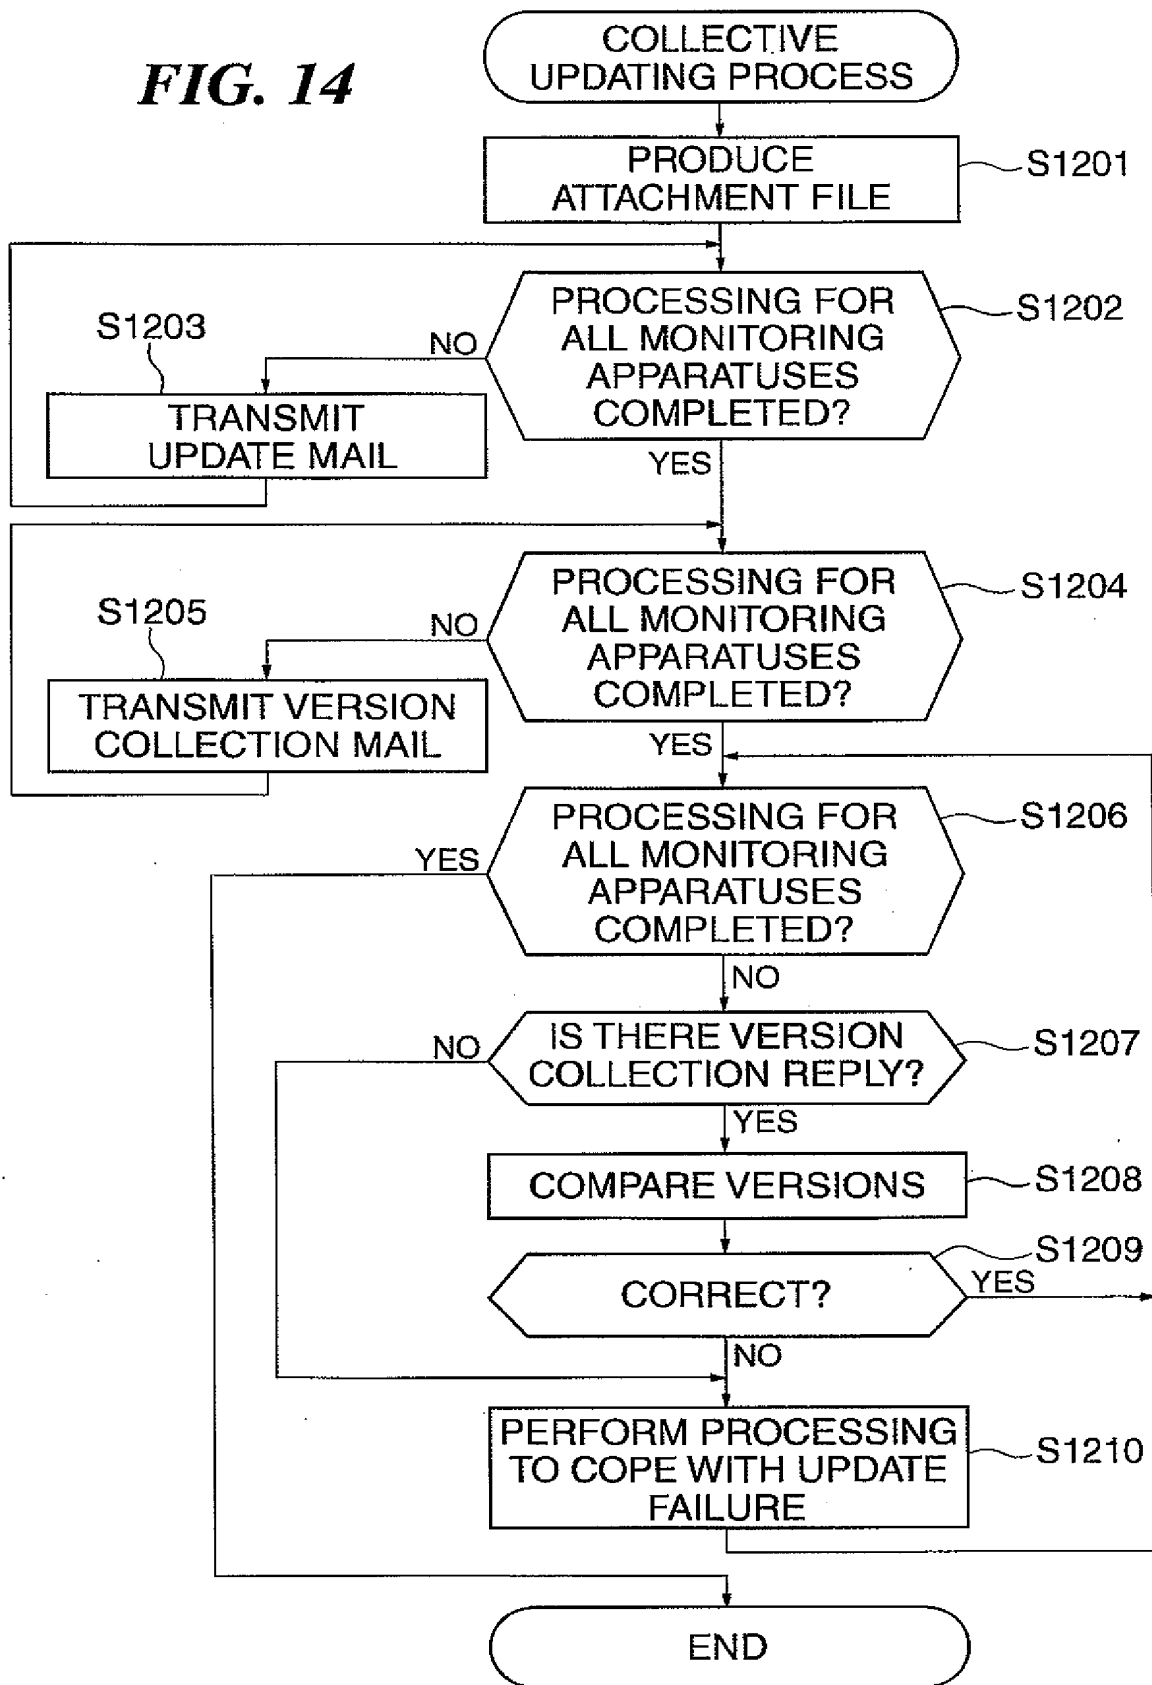 FIG. 14
COLLECTIVE
UPDATING PROCESS
PRODUCE
ATTACHMENT FILE
S1201
PROCESSING FOR
ALL MONITORING
APPARATUSES
COMPLETED?
S1202
NO
S1203
TRANSMIT
UPDATE MAIL
YES
PROCESSING FOR
ALL MONITORING
APPARATUSES
COMPLETED?
S1204
NO
S1205
TRANSMIT VERSION
COLLECTION MAIL
YES
PROCESSING FOR
ALL MONITORING
APPARATUSES
COMPLETED?
S1206
YES
NO
IS THERE VERSION
COLLECTION REPLY?
S1207
NO
YES
COMPARE VERSIONS
S1208
S1209
CORRECT?
YES
NO
PERFORM PROCESSING
TO COPE WITH UPDATE
FAILURE
S1210
END